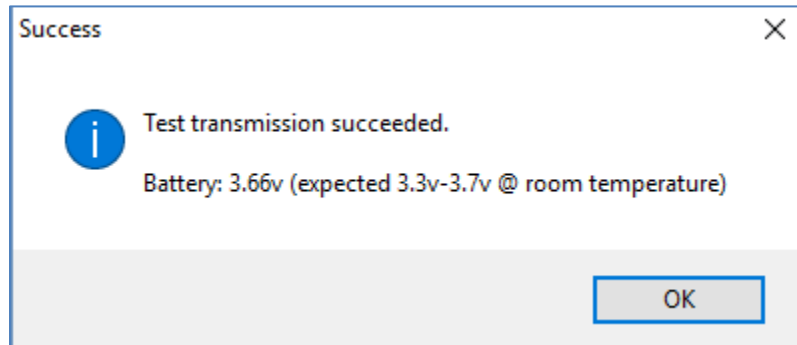 Success
Test transmission succeeded.
Battery: 3.66v (expected 3.3v-3.7v @ room temperature)
OK